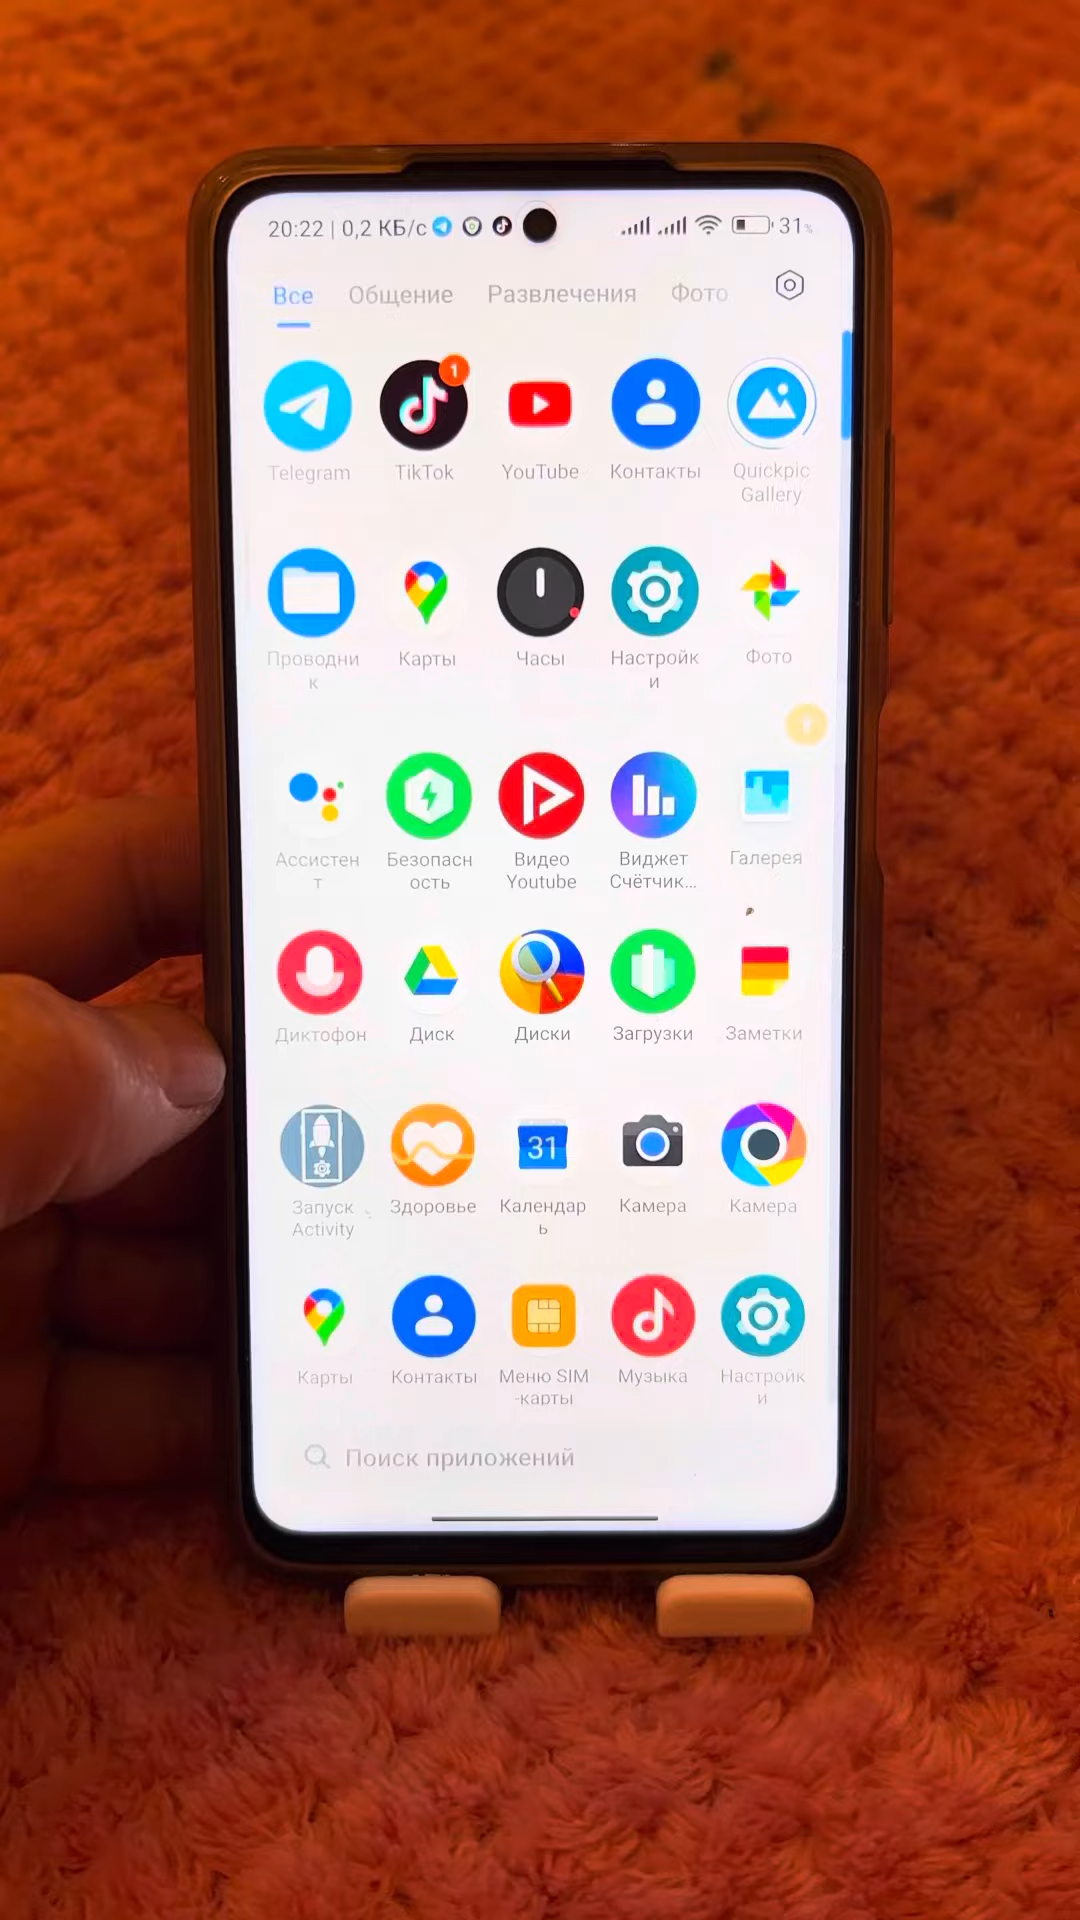 20:22 | 0,2 КБ/с 31
Все Общение Развлечения Фото
1
Telegram TikTok YouTube Контакты Quickpic
Gallery
Проводни Карты Часы Настройк Фото
к и
Ассистен Безопасн Видео Виджет Галерея
т ость Youtube Счётчик...
Диктофон Диск Диски Загрузки Заметки
31
Запуск Здоровье Календар Камера Камера
Activity ь
Карты Контакты Меню SIM Музыка Настройк
-карты и
Поиск приложений